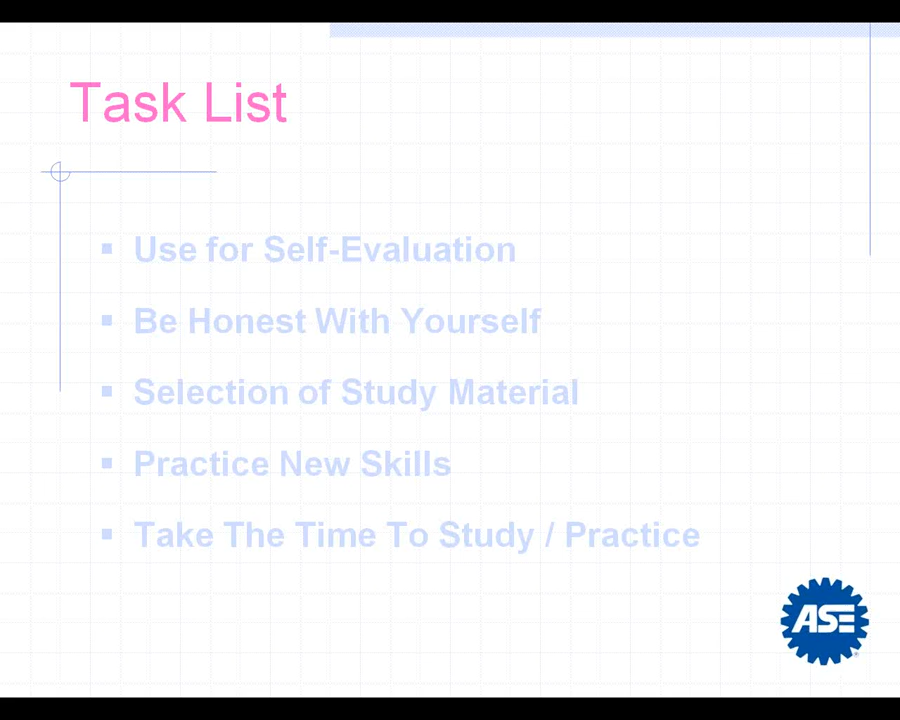 Task List
Use for Self-Evaluation
Be Honest With Yourself
Selection of Study Material
Practice New Skills
Take The Time To Study / Practice
ASE